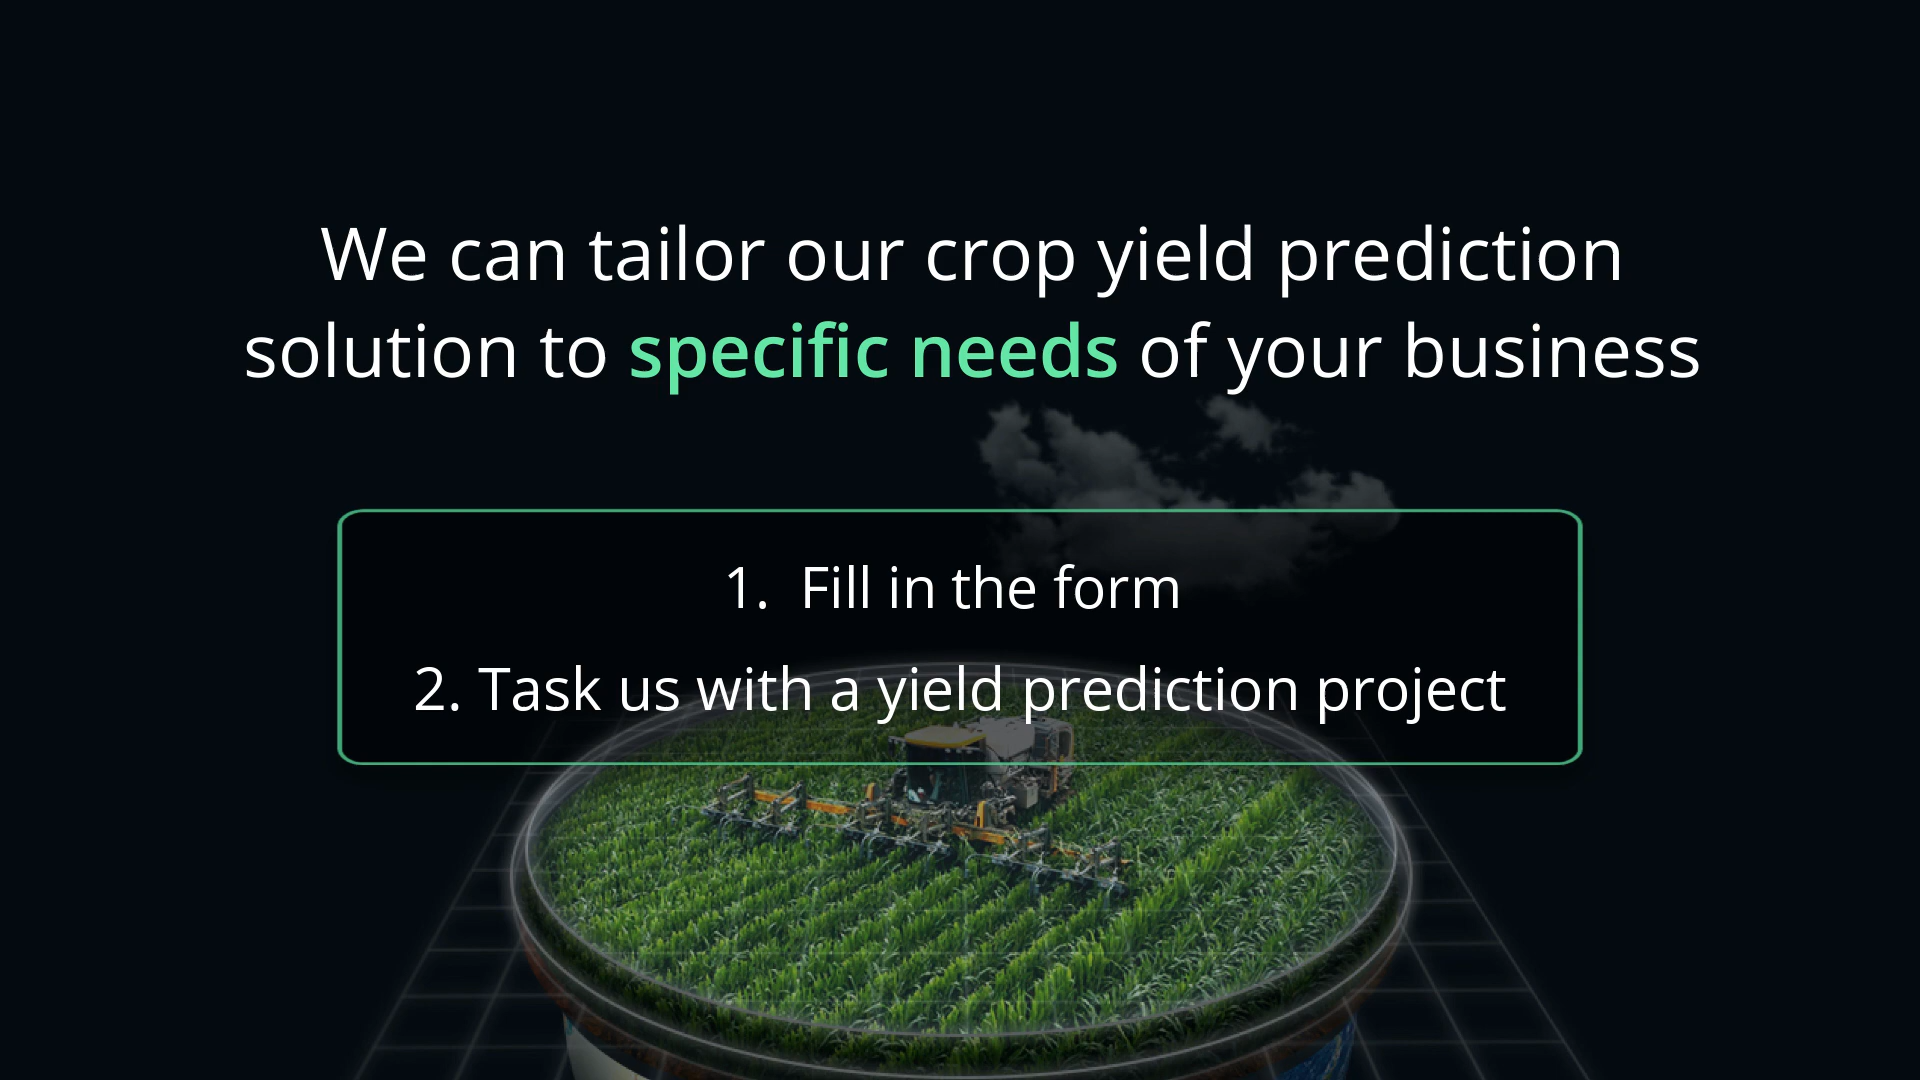 We can tailor our crop yield prediction
solution to specific needs of your business
1. Fill in the form
2. Task us with a yield prediction project